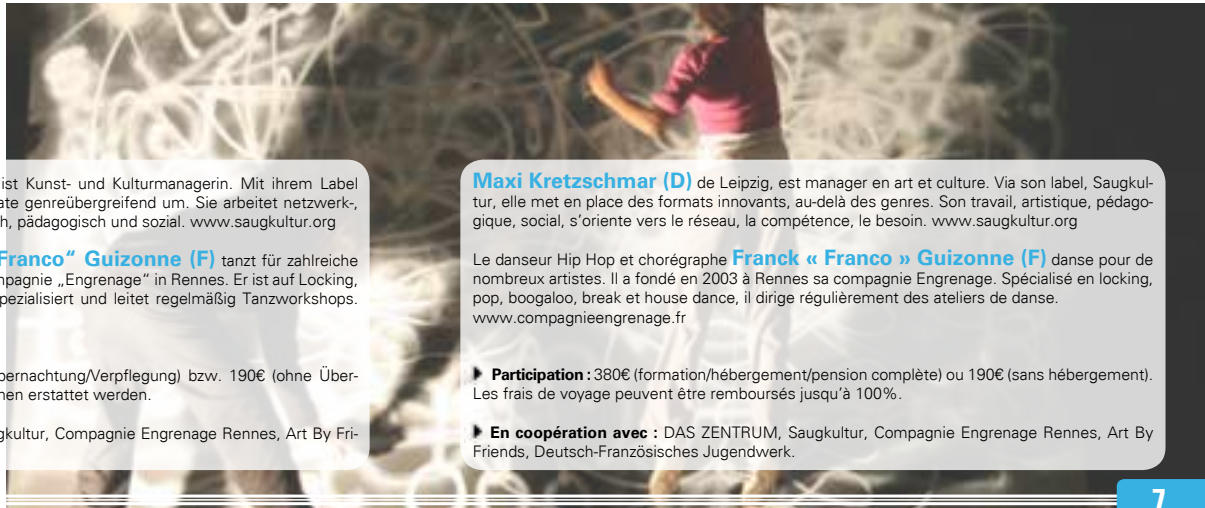 ist Kunst- und Kulturmanagerin. Mit ihrem Label
genreübergreifend um. Sie arbeitet netzwerk-,
pädagogisch und sozial. www.saugkultur.org
Franco“ Guizonne (F) tanzt für zahlreiche
„Engrenage“ in Rennes. Er ist auf Locking,
und leitet regelmäßig Tanzworkshops.
bzw. 190€ (ohne Über-
erstattet werden.
Compagnie Engrenage Rennes, Art By Fri-
Maxi Kretzschmar (D) de Leipzig, est manager en art et culture. Via son label, Saugkul-
tur, elle met en place des formats innovants, au-delà des genres. Son travail, artistique, pédago-
gique, social, s’oriente vers le réseau, la compétence, le besoin. www.saugkultur.org
Le danseur Hip Hop et chorégraphe Franck « Franco » Guizonne (F) danse pour de
nombreux artistes. Il a fondé en 2003 à Rennes sa compagnie Engrenage. Spécialisé en locking,
pop, boogaloo, break et house dance, il dirige régulièrement des ateliers de danse.
www.compagnieengrenage.fr
Participation : 380€ (formation/hébergement/pension complète) ou 190€ (sans hébergement).
Les frais de voyage peuvent être remboursés jusqu’à 100%.
En coopération avec : DAS ZENTRUM, Saugkultur, Compagnie Engrenage Rennes, Art By
Friends, Deutsch-Französisches Jugendwerk.
7